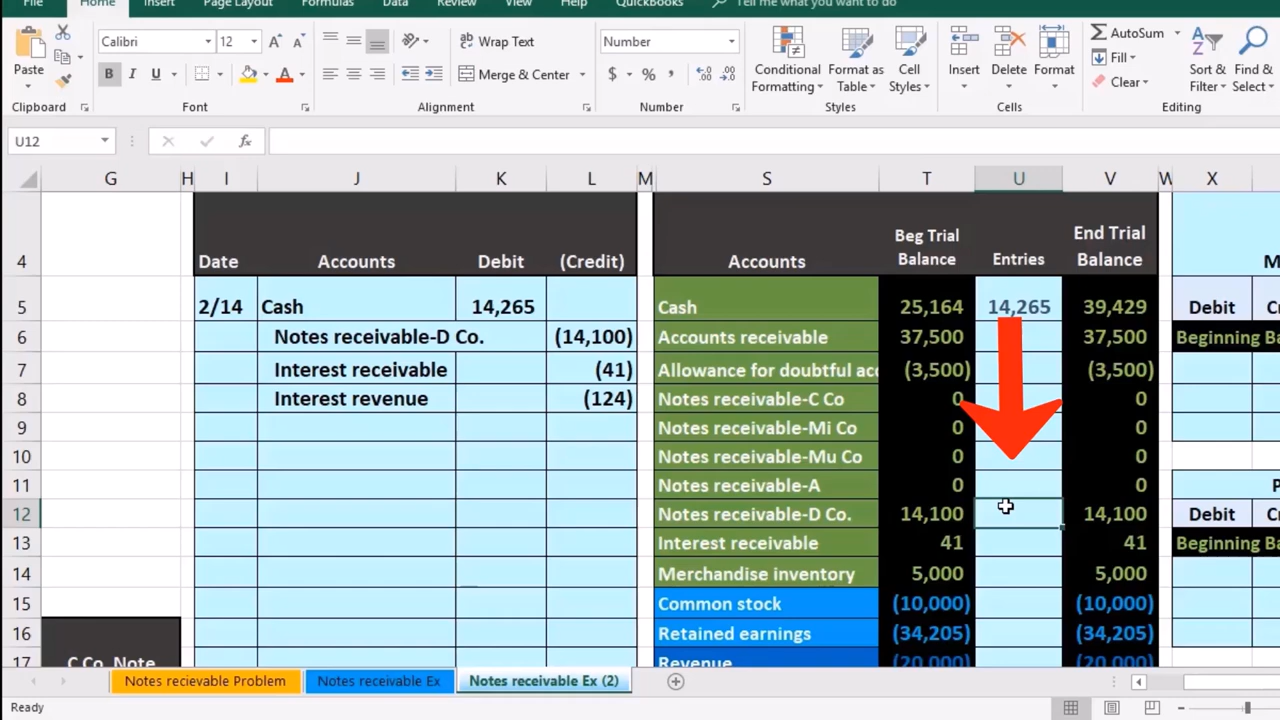 File Home Insert Page Layout Formulas Data Review View Help QuickBooks Tell me what you want to do
Paste Calibri 12 A A Wrap Text Number AutoSum
Conditional Format as Cell Insert Delete Format Fill Sort & Find &
B I U A Merge & Center $ % , Formatting Table Styles Clear Filter Select
Clipboard Font Alignment Number Styles Cells Editing
U12 fx
G H I J K L M S T U V W X
4 Date Accounts Debit (Credit) Accounts Beg Trial Balance Entries End Trial Balance M
5 2/14 Cash 14,265 Cash 25,164 14,265 39,429 Debit C
6 Notes receivable-D Co. (14,100) Accounts receivable 37,500 37,500 Beginning Ba
7 Interest receivable (41) Allowance for doubtful acc (3,500) (3,500)
8 Interest revenue (124) Notes receivable-C Co 0 0
9 Notes receivable-Mi Co 0 0
10 Notes receivable-Mu Co 0 0
11 Notes receivable-A 0 0 P
12 Notes receivable-D Co. 14,100 14,100 Debit C
13 Interest receivable 41 41 Beginning Ba
14 Merchandise inventory 5,000 5,000
15 Common stock (10,000) (10,000)
16 Retained earnings (34,205) (34,205)
17 C Co. Note Revenue (20,000) (20,000)
Notes recievable Problem Notes receivable Ex Notes receivable Ex (2)
Ready